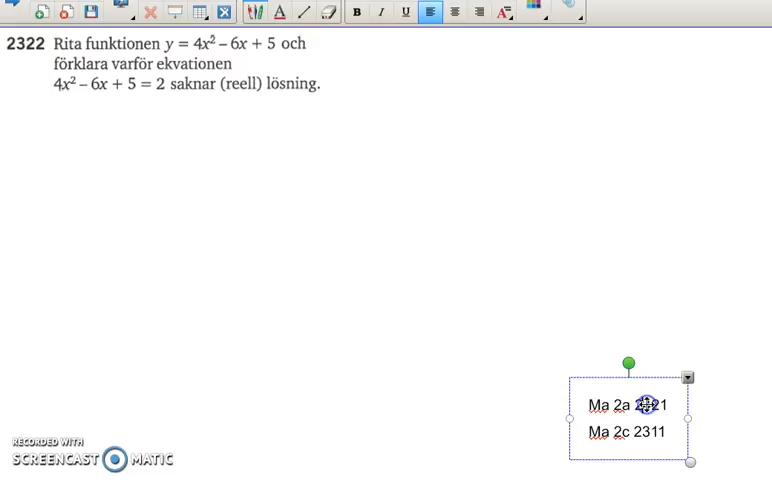 B I U A
2322 Rita funktionen y = 4x² – 6x + 5 och
förklara varför ekvationen
4x² – 6x + 5 = 2 saknar (reell) lösning.
Ma 2a
Ma 2c 2311
RECORDED WITH
SCREENCAST MATIC